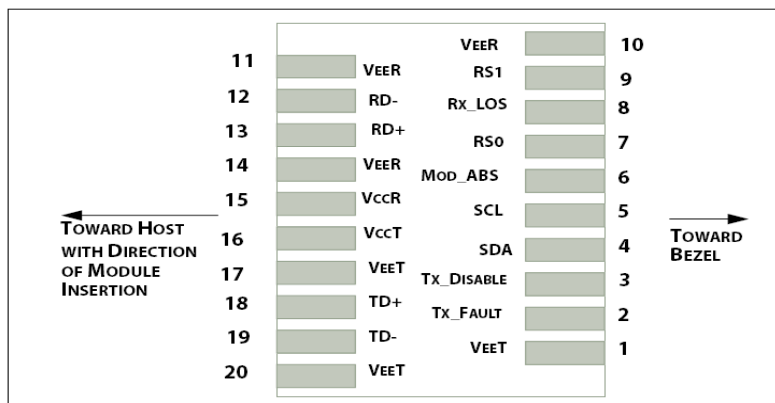 11 VEER
12 RD-
13 RD+
14 VEER
15 VCCR
16 VCCT
17 VEET
18 TD+
19 TD-
20 VEET
VEER 10
RS1 9
RX_LOS 8
RS0 7
MOD_ABS 6
SCL 5
SDA 4
TX_DISABLE 3
TX_FAULT 2
VEET 1
TOWARD HOST
WITH DIRECTION
OF MODULE
INSERTION
TOWARD
BEZEL